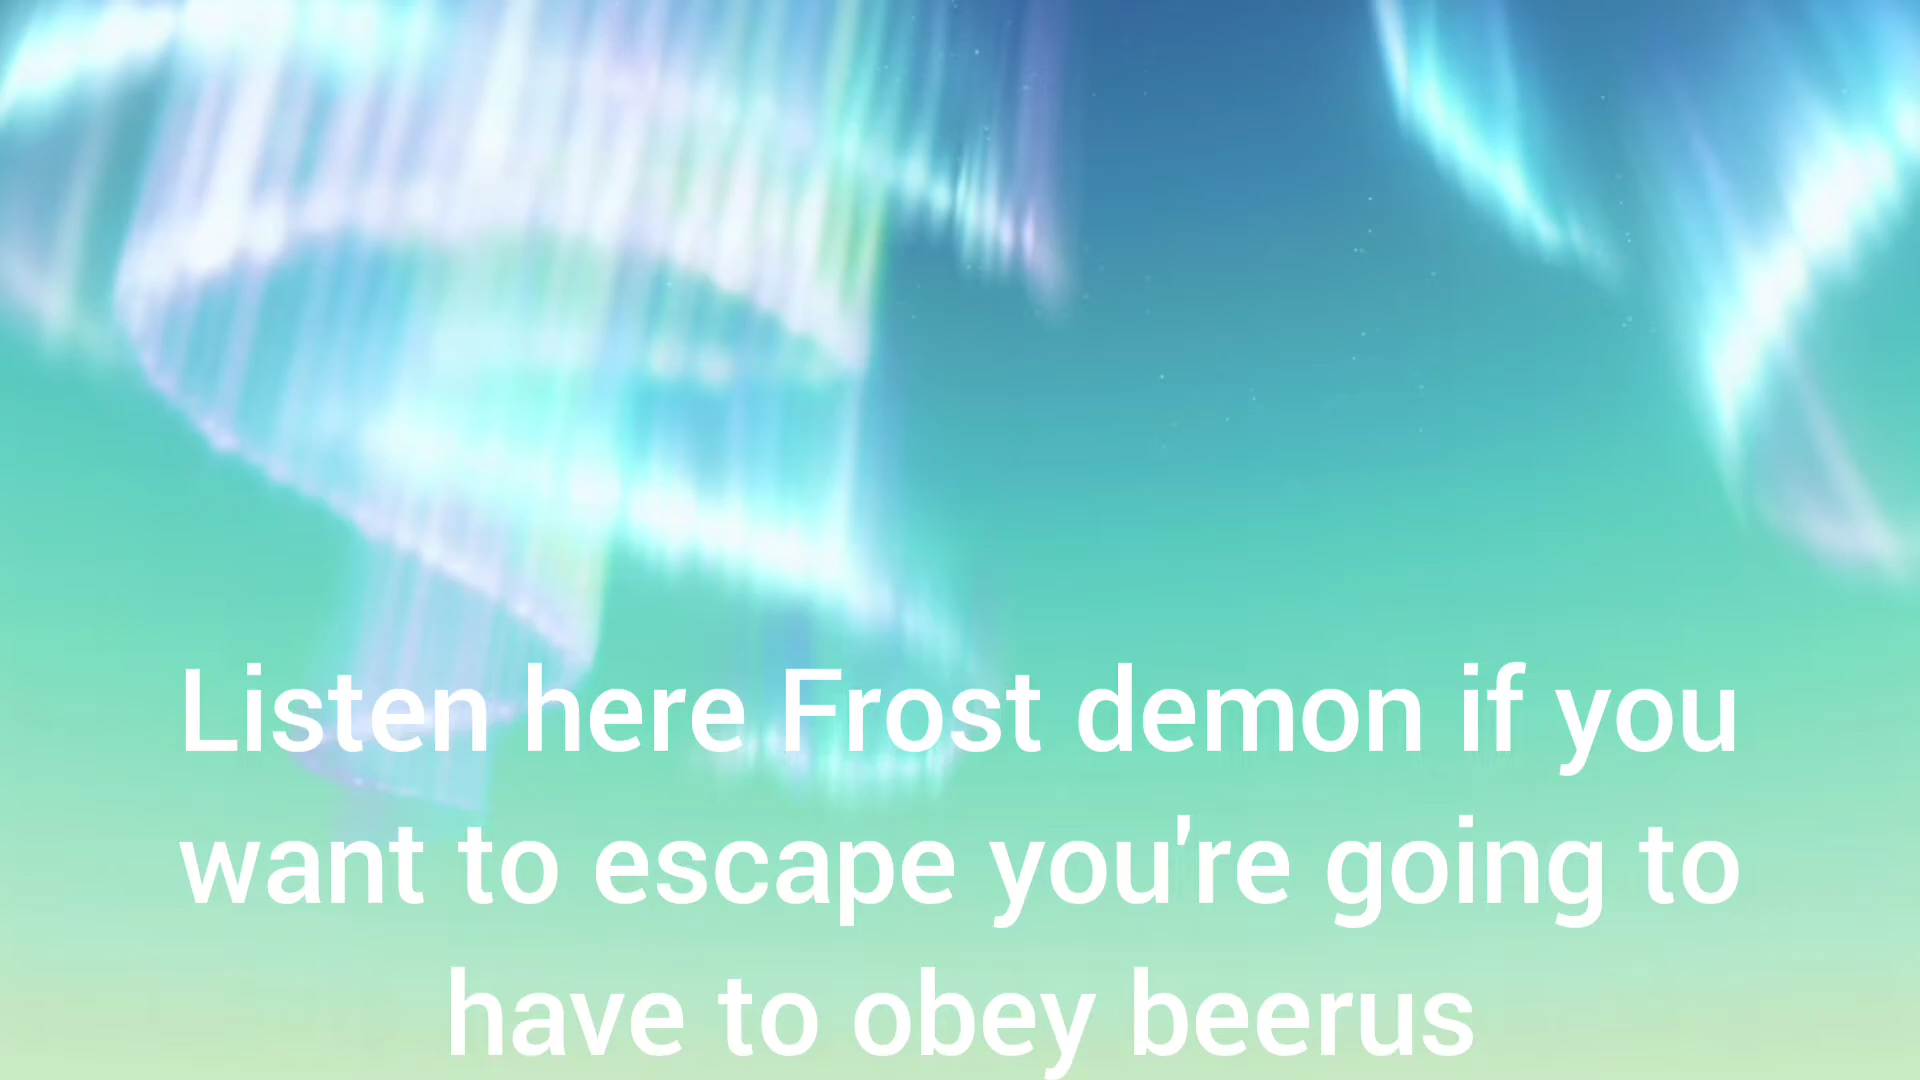 Listen here Frost demon if you
want to escape you're going to
have to obey beerus